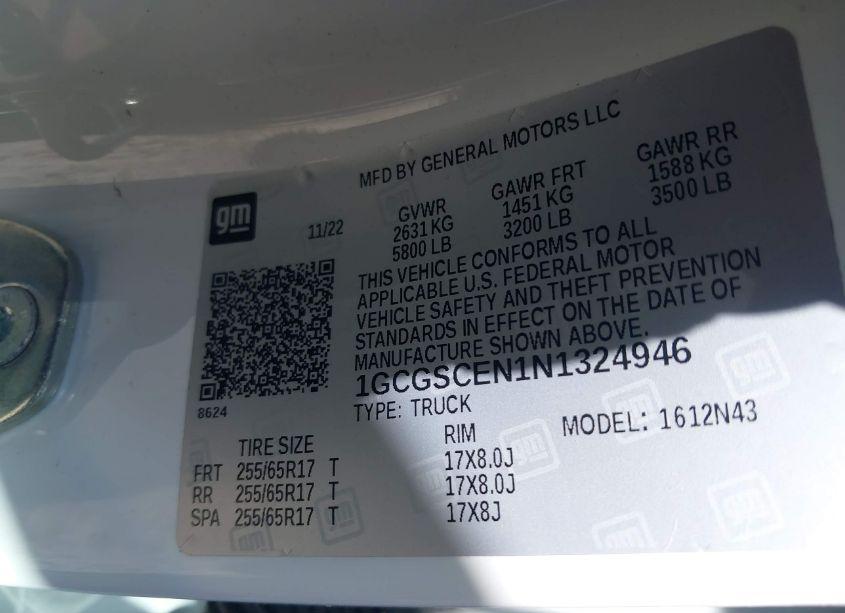 MFD BY GENERAL MOTORS LLC
gm
11/22
GVWR
2631 KG
5800 LB
GAWR FRT
1451 KG
3200 LB
GAWR RR
1588 KG
3500 LB
THIS VEHICLE CONFORMS TO ALL
APPLICABLE U.S. FEDERAL MOTOR
VEHICLE SAFETY AND THEFT PREVENTION
STANDARDS IN EFFECT ON THE DATE OF
MANUFACTURE SHOWN ABOVE.
1GCGSCEN1N1324946
8624
TYPE: TRUCK
MODEL: 1612N43
TIRE SIZE
RIM
FRT 255/65R17 T 17X8.0J
RR 255/65R17 T 17X8.0J
SPA 255/65R17 T 17X8J